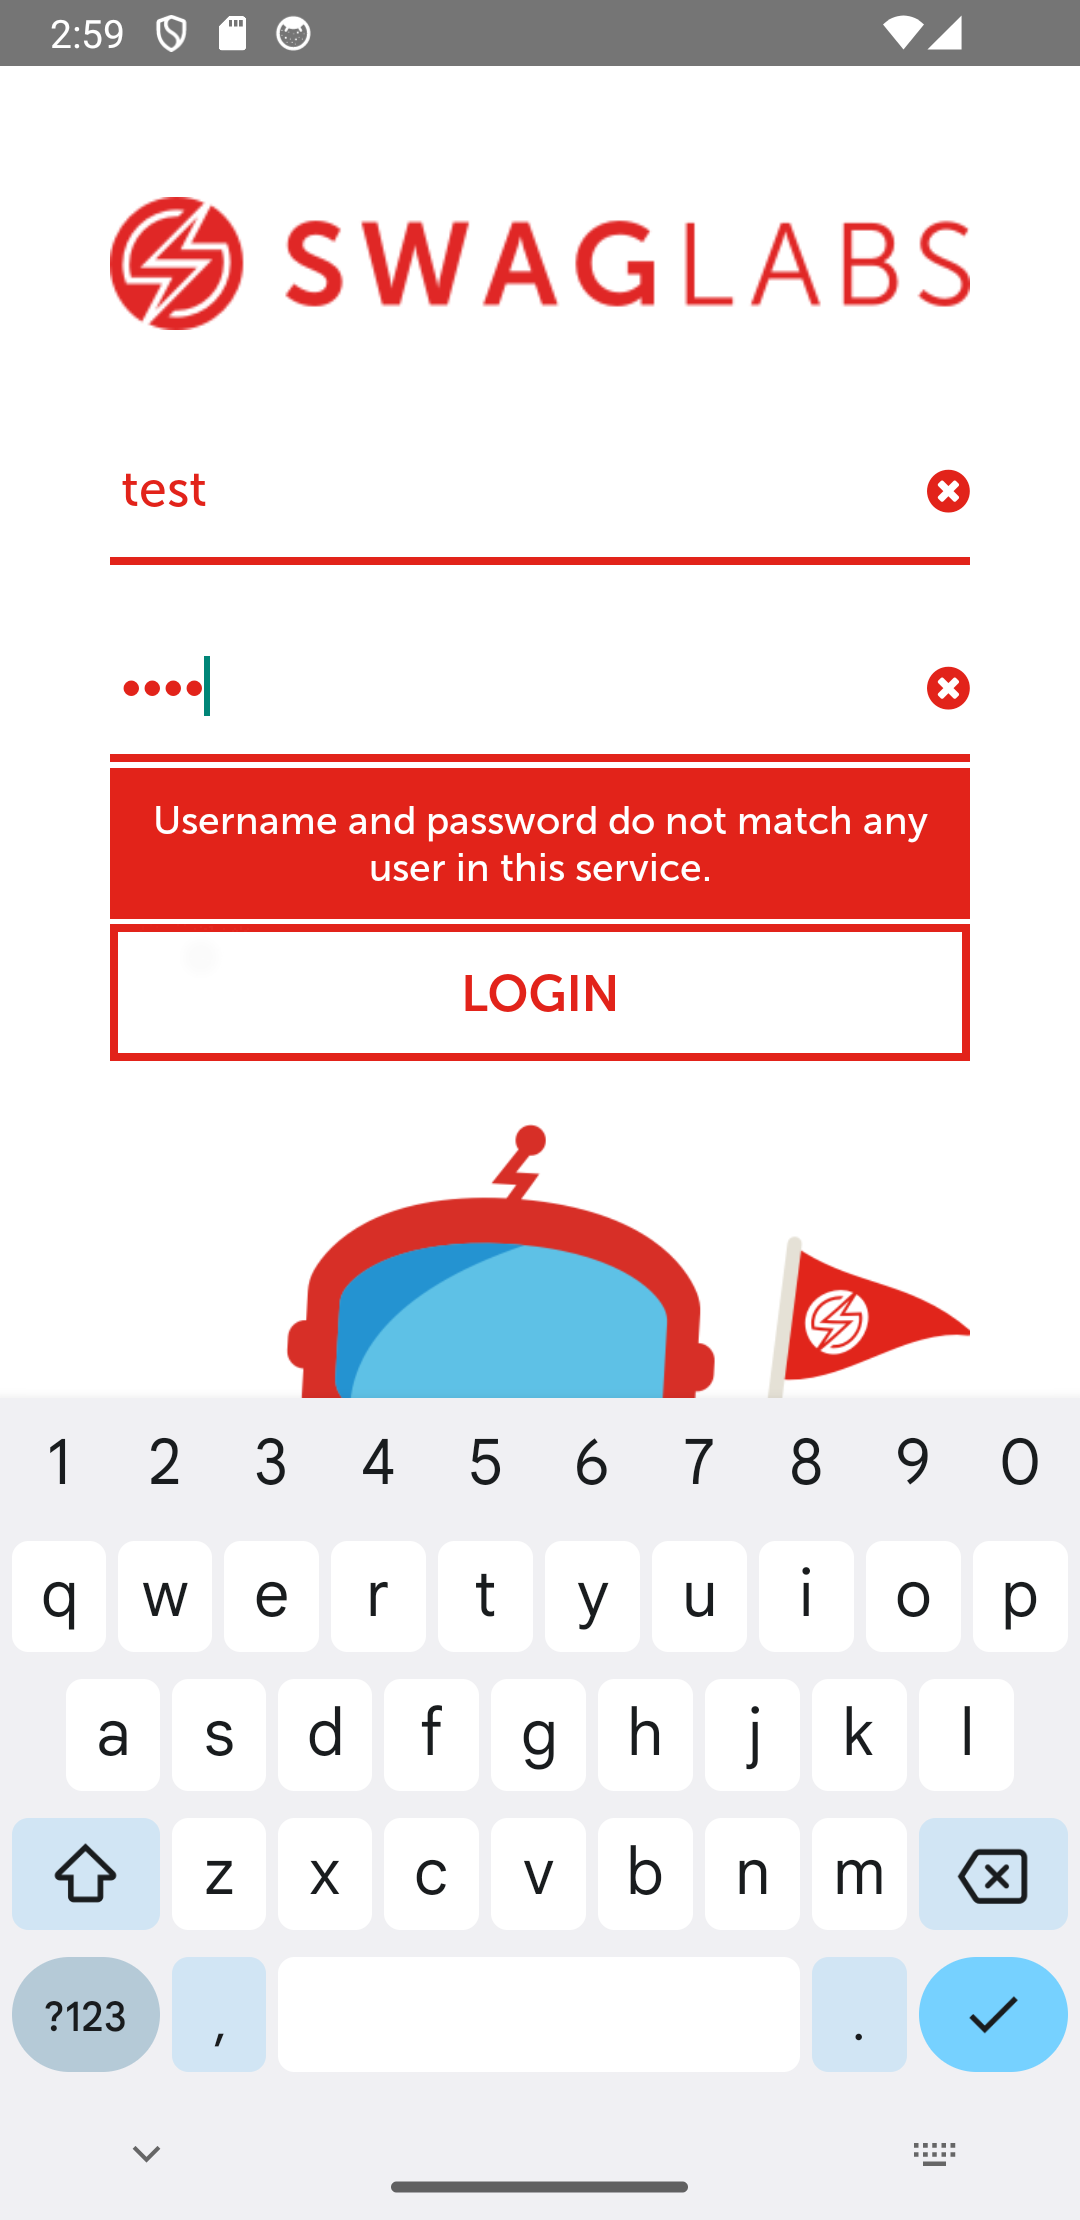 2:59
SWAGLABS
test
••••
Username and password do not match any
user in this service.
LOGIN
1 2 3 4 5 6 7 8 9 0
q w e r t y u i o p
a s d f g h j k l
z x c v b n m
?123 , .